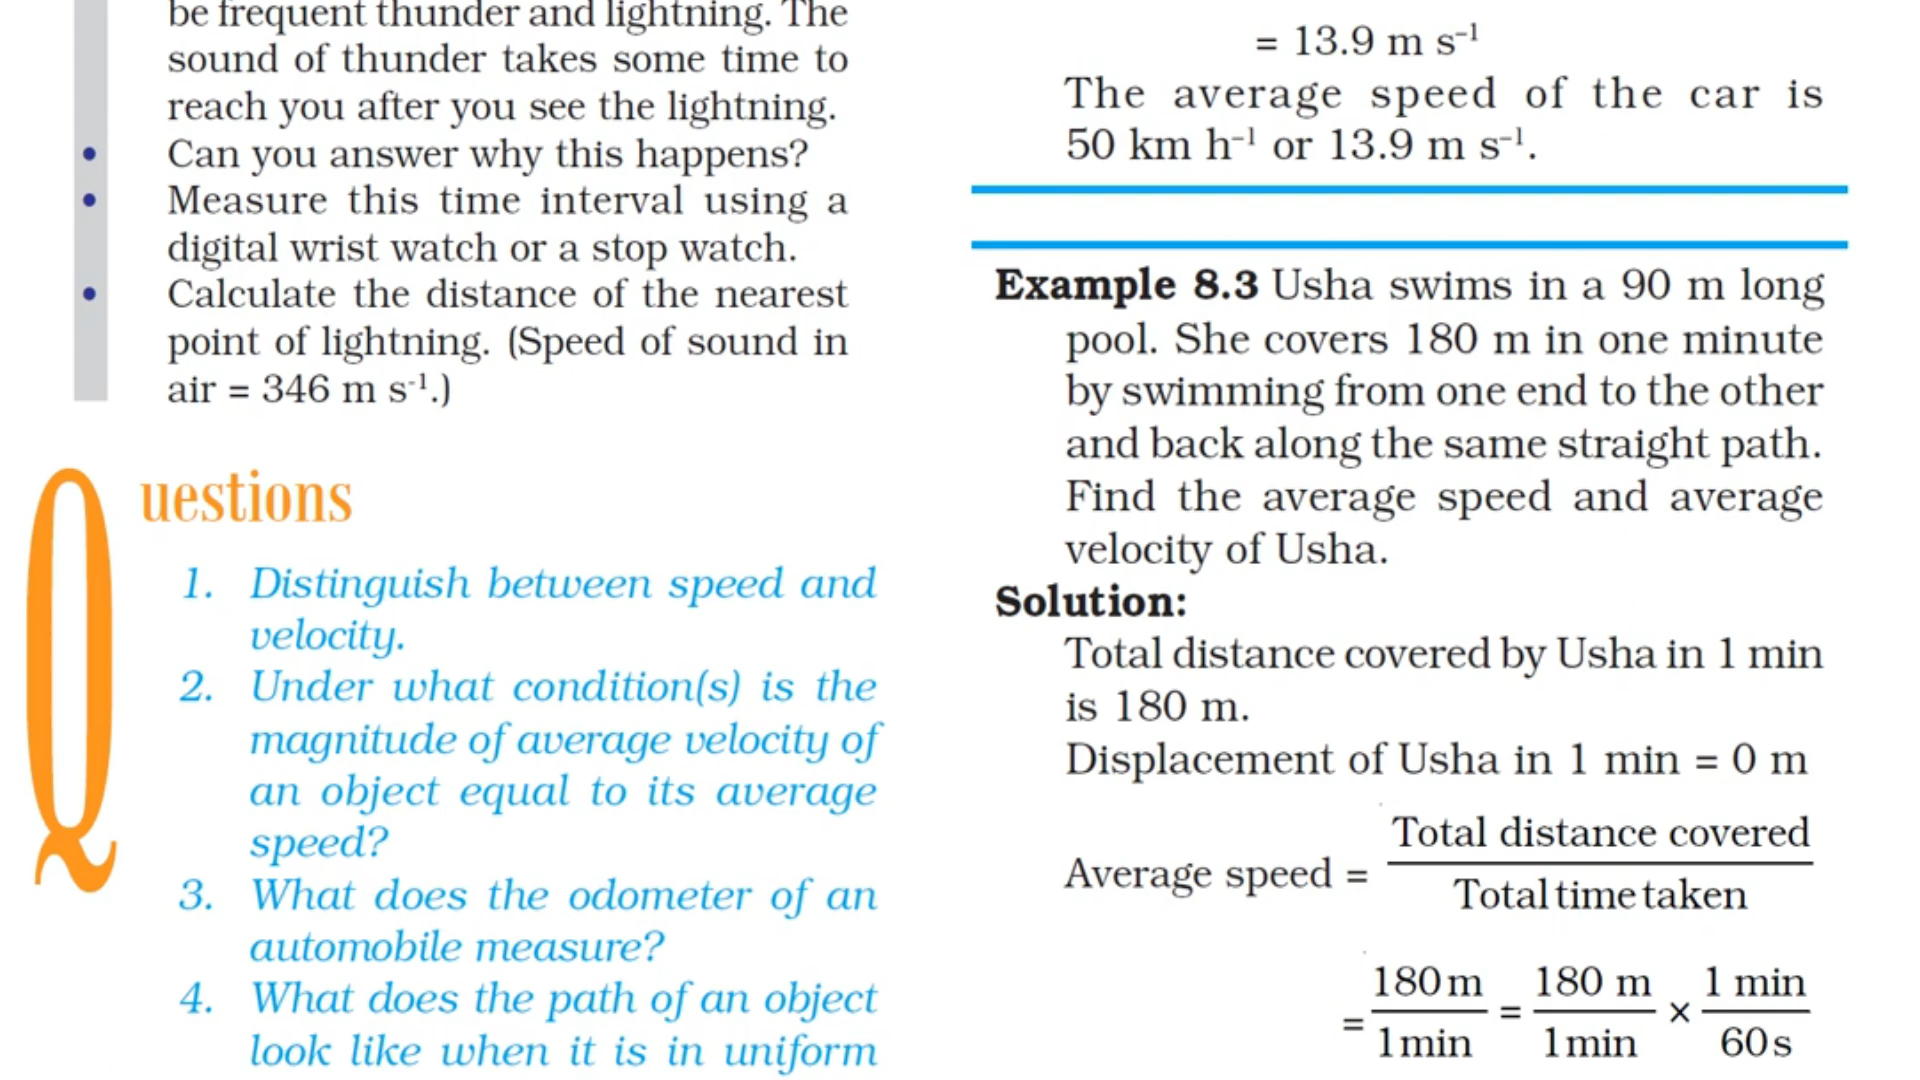 be frequent thunder and lightning. The
sound of thunder takes some time to
reach you after you see the lightning.
• Can you answer why this happens?
• Measure this time interval using a
digital wrist watch or a stop watch.
• Calculate the distance of the nearest
point of lightning. (Speed of sound in
air = 346 m s⁻¹.)
Questions
1. Distinguish between speed and
velocity.
2. Under what condition(s) is the
magnitude of average velocity of
an object equal to its average
speed?
3. What does the odometer of an
automobile measure?
4. What does the path of an object
look like when it is in uniform
= 13.9 m s⁻¹
The average speed of the car is
50 km h⁻¹ or 13.9 m s⁻¹.
Example 8.3 Usha swims in a 90 m long
pool. She covers 180 m in one minute
by swimming from one end to the other
and back along the same straight path.
Find the average speed and average
velocity of Usha.
Solution:
Total distance covered by Usha in 1 min
is 180 m.
Displacement of Usha in 1 min = 0 m
Average speed = Total distance covered / Total time taken
= 180 m / 1 min = 180 m / 1 min × 1 min / 60 s